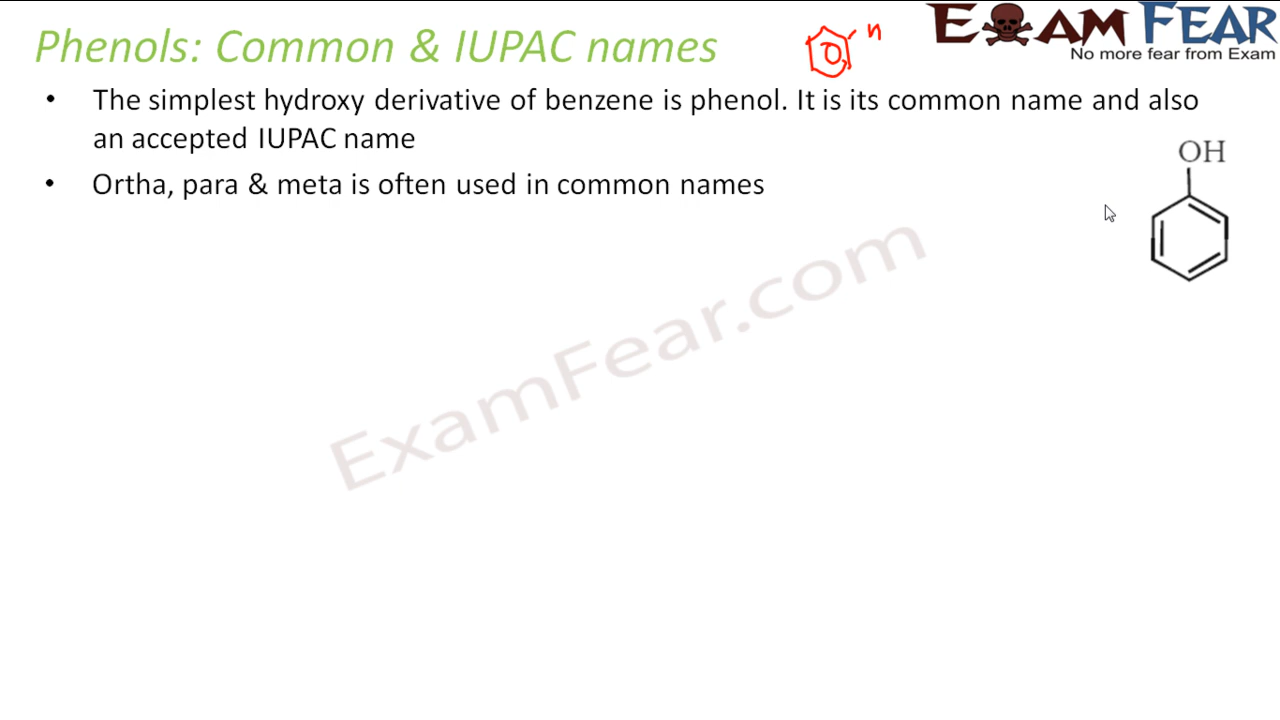 Phenols: Common & IUPAC names
n
EXAM FEAR
No more fear from Exam
• The simplest hydroxy derivative of benzene is phenol. It is its common name and also
an accepted IUPAC name
OH
• Ortha, para & meta is often used in common names
ExamFear.com